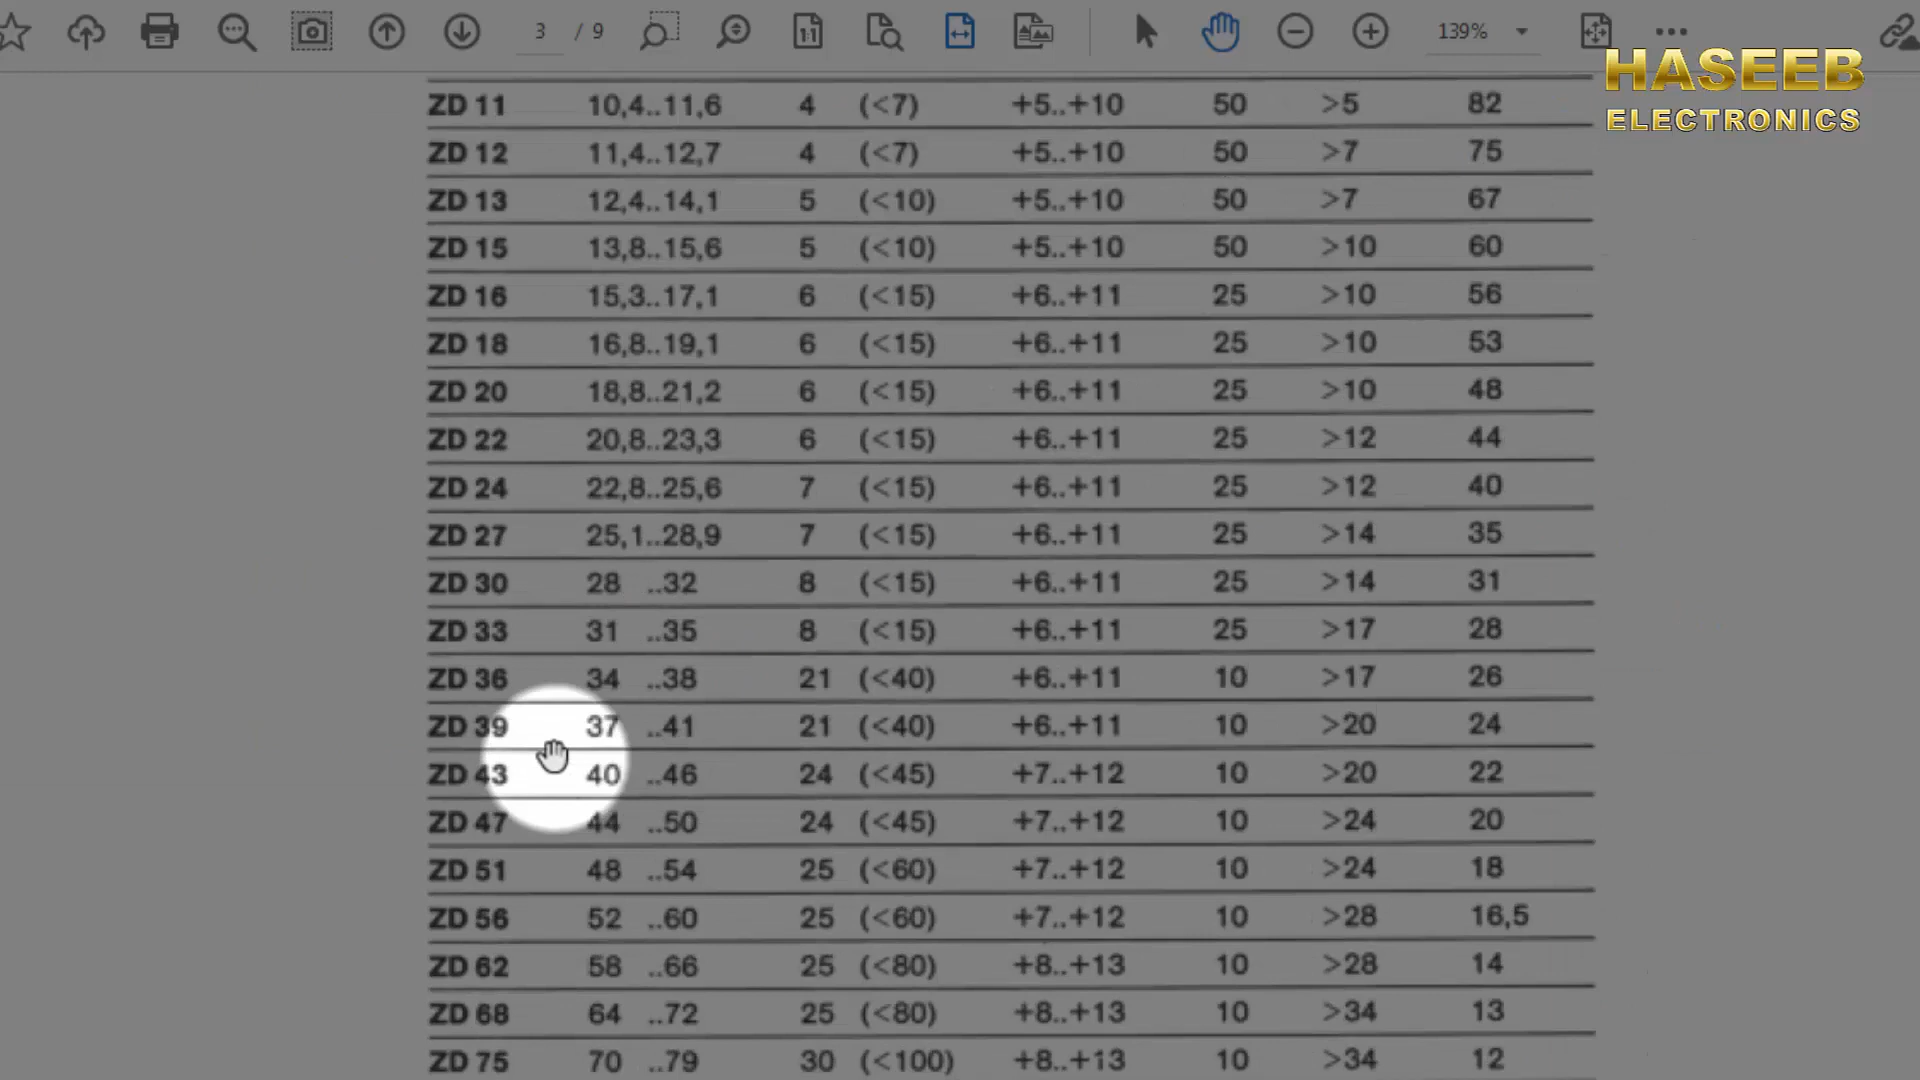 3 / 9 139%
HASEEB
ELECTRONICS
ZD 11 10,4..11,6 4 (<7) +5..+10 50 >5 82
ZD 12 11,4..12,7 4 (<7) +5..+10 50 >7 75
ZD 13 12,4..14,1 5 (<10) +5..+10 50 >7 67
ZD 15 13,8..15,6 5 (<10) +5..+10 50 >10 60
ZD 16 15,3..17,1 6 (<15) +6..+11 25 >10 56
ZD 18 16,8..19,1 6 (<15) +6..+11 25 >10 53
ZD 20 18,8..21,2 6 (<15) +6..+11 25 >10 48
ZD 22 20,8..23,3 6 (<15) +6..+11 25 >12 44
ZD 24 22,8..25,6 7 (<15) +6..+11 25 >12 40
ZD 27 25,1..28,9 7 (<15) +6..+11 25 >14 35
ZD 30 28 ..32 8 (<15) +6..+11 25 >14 31
ZD 33 31 ..35 8 (<15) +6..+11 25 >17 28
ZD 36 34 ..38 21 (<40) +6..+11 10 >17 26
ZD 39 37 ..41 21 (<40) +6..+11 10 >20 24
ZD 43 40 ..46 24 (<45) +7..+12 10 >20 22
ZD 47 44 ..50 24 (<45) +7..+12 10 >24 20
ZD 51 48 ..54 25 (<60) +7..+12 10 >24 18
ZD 56 52 ..60 25 (<60) +7..+12 10 >28 16,5
ZD 62 58 ..66 25 (<80) +8..+13 10 >28 14
ZD 68 64 ..72 25 (<80) +8..+13 10 >34 13
ZD 75 70 ..79 30 (<100) +8..+13 10 >34 12